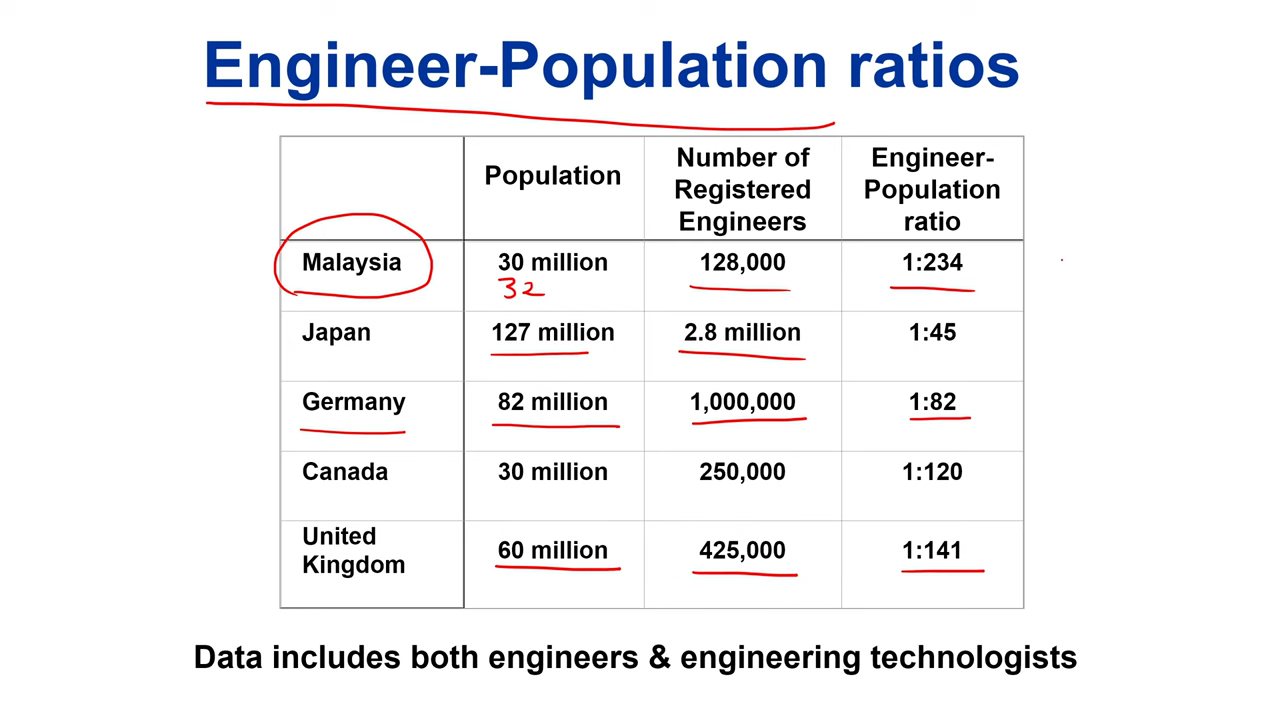 Engineer-Population ratios
Population
Number of
Registered
Engineers
Engineer-
Population
ratio
Malaysia 30 million 128,000 1:234
32
Japan 127 million 2.8 million 1:45
Germany 82 million 1,000,000 1:82
Canada 30 million 250,000 1:120
United
Kingdom 60 million 425,000 1:141
Data includes both engineers & engineering technologists